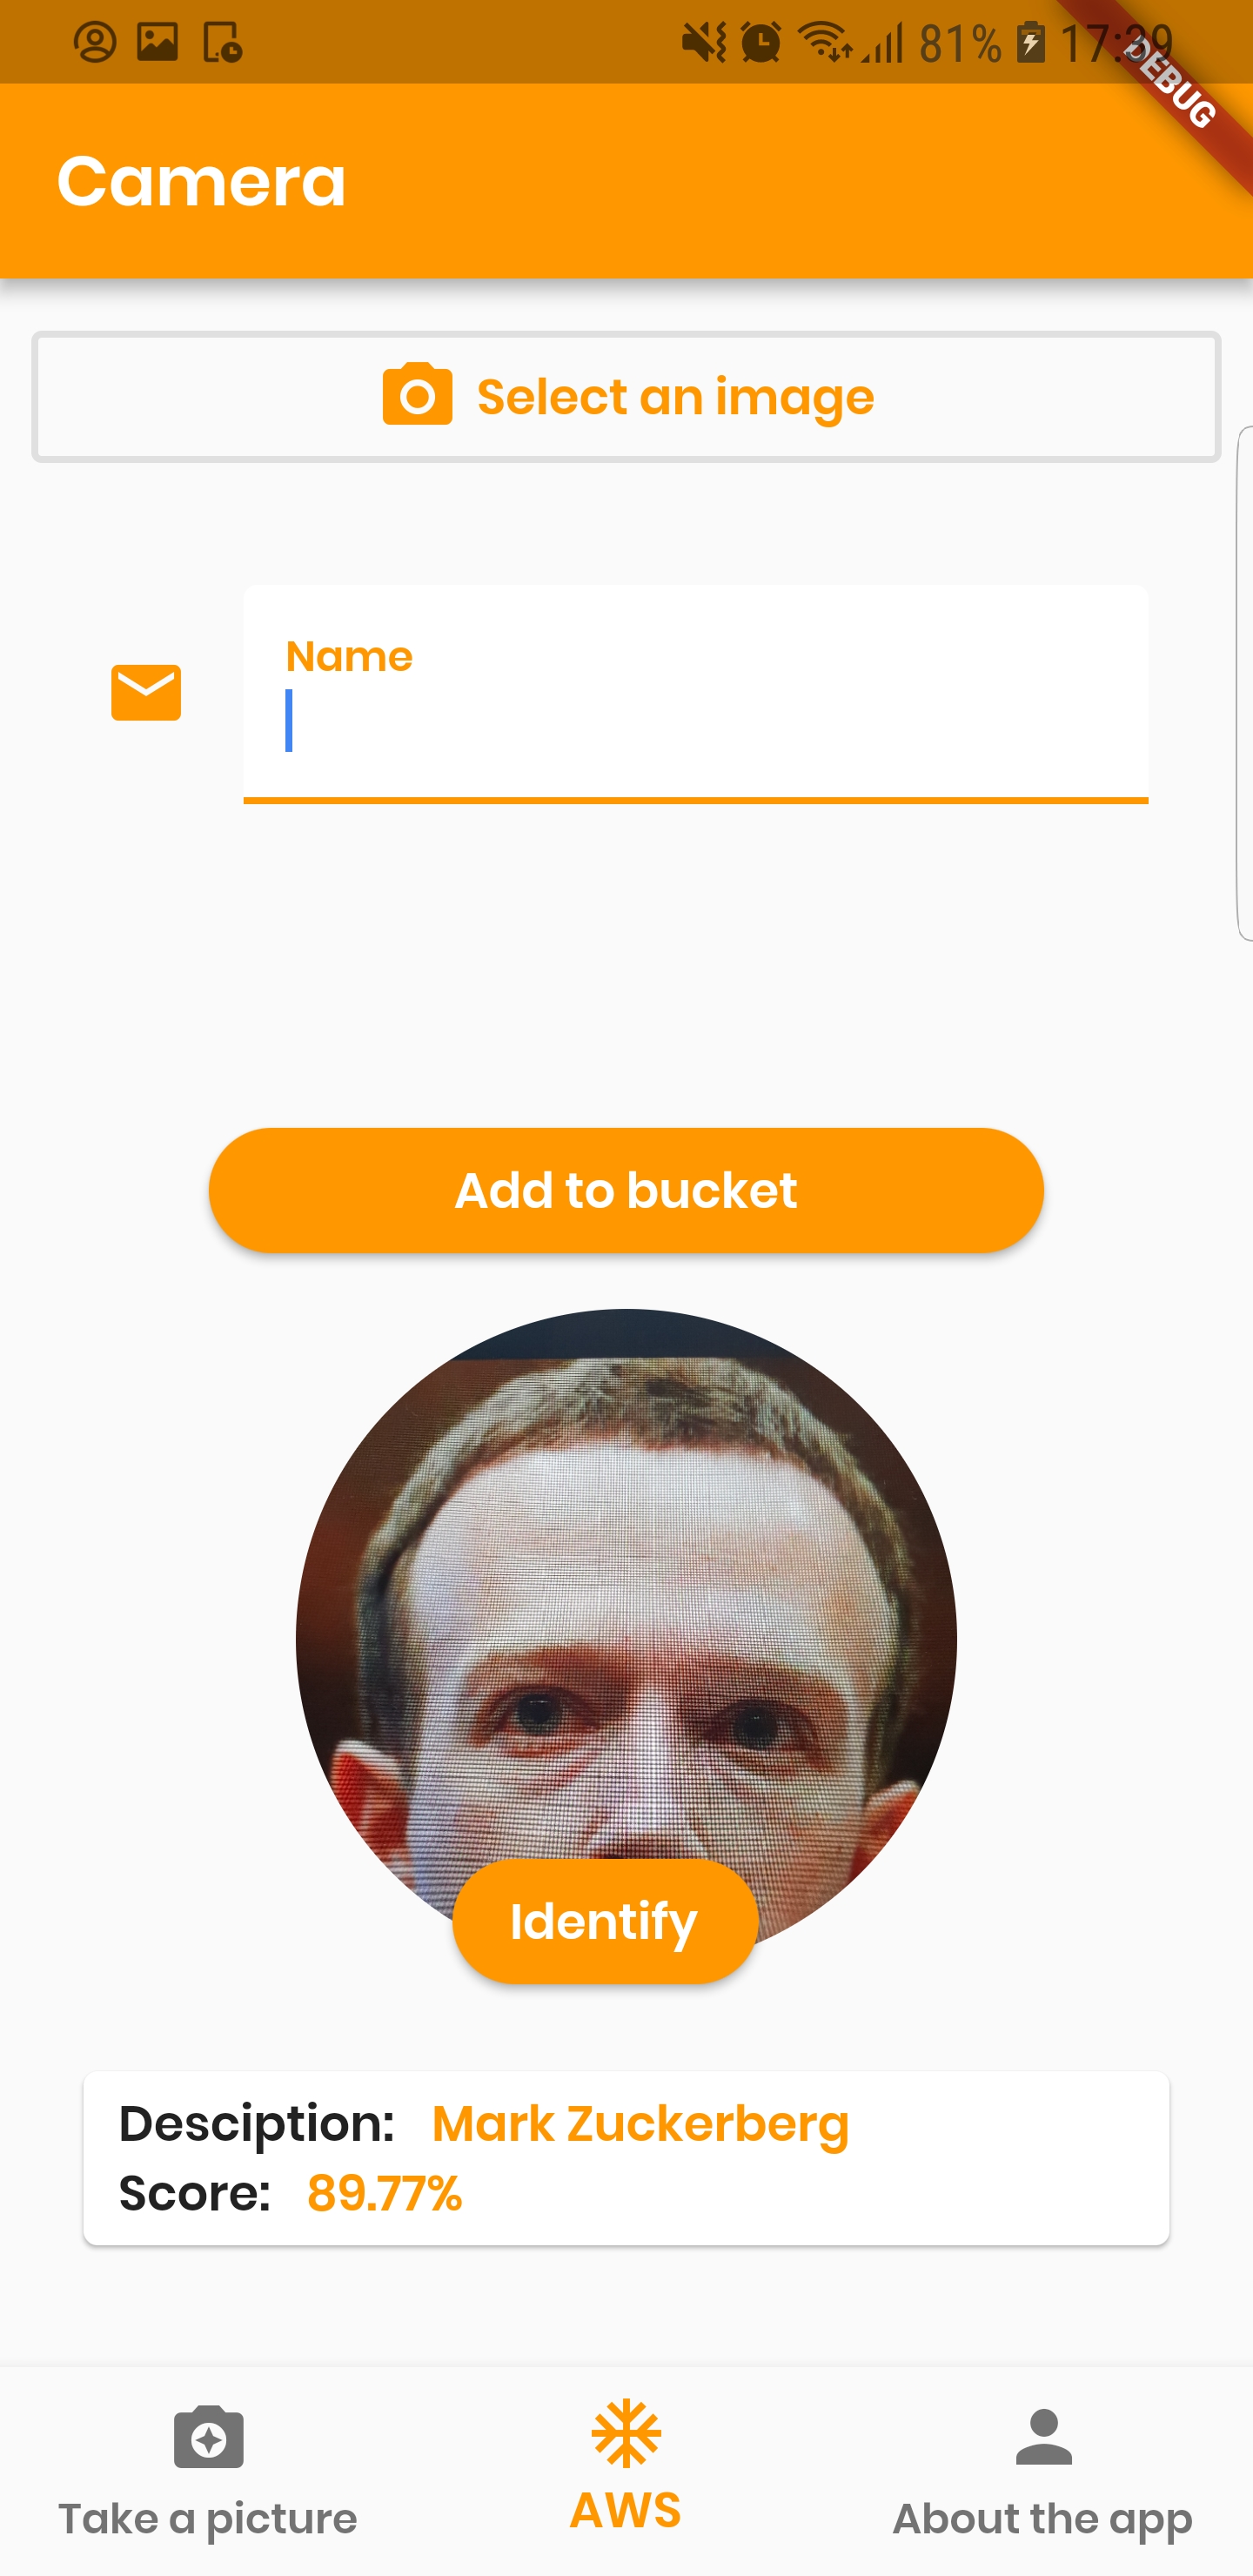 81% 17:39
DEBUG
Camera
Select an image
Name
Add to bucket
Identify
Desciption: Mark Zuckerberg
Score: 89.77%
Take a picture
AWS
About the app